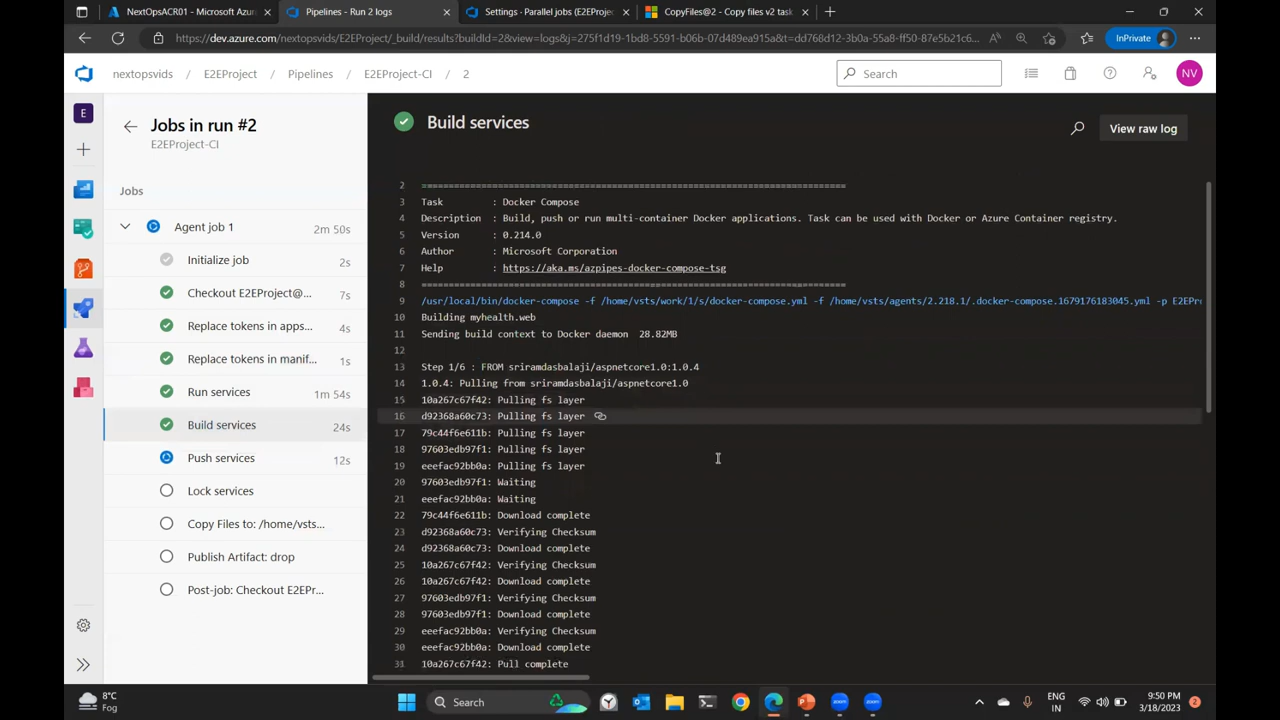 NextOpsACR01 - Microsoft Azur
Pipelines - Run 2 logs
Settings · Parallel jobs (E2EProjec
CopyFiles@2 - Copy files v2 task
https://dev.azure.com/nextopsvids/E2EProject/_build/results?buildId=2&view=logs&j=275f1d19-1bd8-5591-b06b-07d489ea915a&t=dd768d12-3b0a-55a8-ff50-87e5b21c6...
InPrivate
nextopsvids / E2EProject / Pipelines / E2EProject-CI / 2
Search
NV
E
Jobs in run #2
E2EProject-CI
Jobs
Agent job 1 2m 50s
Initialize job 2s
Checkout E2EProject@... 7s
Replace tokens in apps... 4s
Replace tokens in manif... 1s
Run services 1m 54s
Build services 24s
Push services 12s
Lock services
Copy Files to: /home/vsts...
Publish Artifact: drop
Post-job: Checkout E2EPr...
Build services
View raw log
2 ==============================================================================
3 Task : Docker Compose
4 Description : Build, push or run multi-container Docker applications. Task can be used with Docker or Azure Container registry.
5 Version : 0.214.0
6 Author : Microsoft Corporation
7 Help : https://aka.ms/azpipes-docker-compose-tsg
8 ==============================================================================
9 /usr/local/bin/docker-compose -f /home/vsts/work/1/s/docker-compose.yml -f /home/vsts/agents/2.218.1/.docker-compose.1679176183045.yml -p E2EPr
10 Building myhealth.web
11 Sending build context to Docker daemon 28.82MB
12
13 Step 1/6 : FROM sriramdasbalaji/aspnetcore1.0:1.0.4
14 1.0.4: Pulling from sriramdasbalaji/aspnetcore1.0
15 10a267c67f42: Pulling fs layer
16 d92368a60c73: Pulling fs layer
17 79c44f6e611b: Pulling fs layer
18 97603edb97f1: Pulling fs layer
19 eeefac92bb0a: Pulling fs layer
20 97603edb97f1: Waiting
21 eeefac92bb0a: Waiting
22 79c44f6e611b: Download complete
23 d92368a60c73: Verifying Checksum
24 d92368a60c73: Download complete
25 10a267c67f42: Verifying Checksum
26 10a267c67f42: Download complete
27 97603edb97f1: Verifying Checksum
28 97603edb97f1: Download complete
29 eeefac92bb0a: Verifying Checksum
30 eeefac92bb0a: Download complete
31 10a267c67f42: Pull complete
8°C
Fog
Search
ENG
IN
9:50 PM
3/18/2023
2